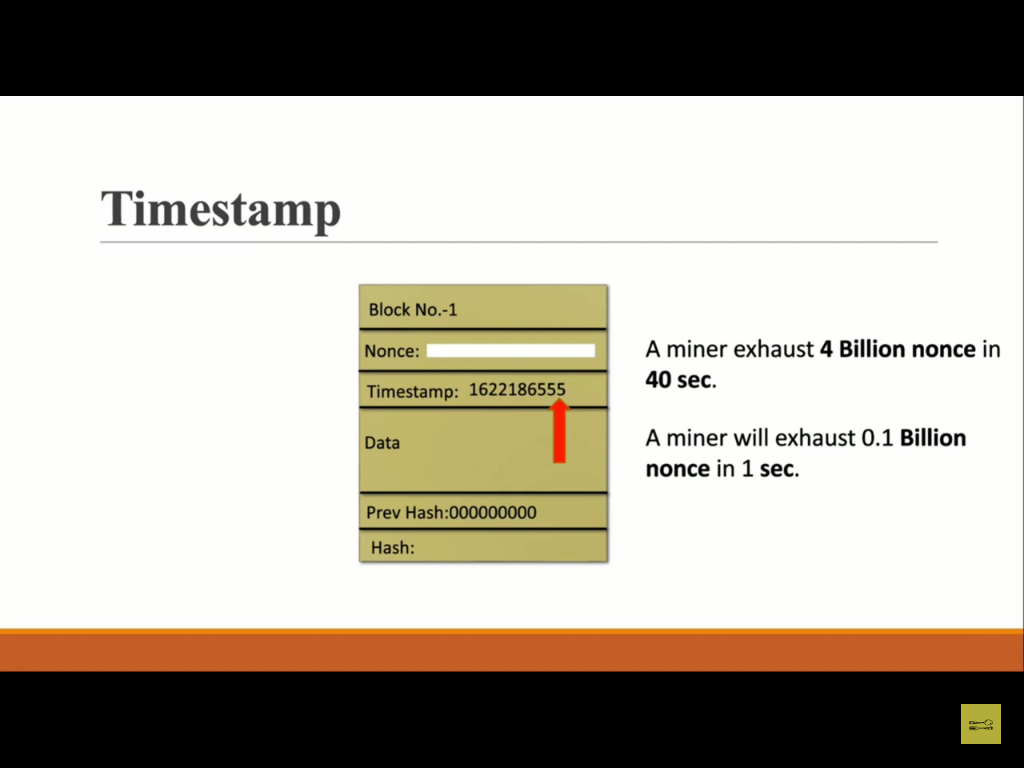 Timestamp
Block No.-1
Nonce:
Timestamp: 1622186555
Data
Prev Hash:000000000
Hash:
A miner exhaust 4 Billion nonce in
40 sec.
A miner will exhaust 0.1 Billion
nonce in 1 sec.